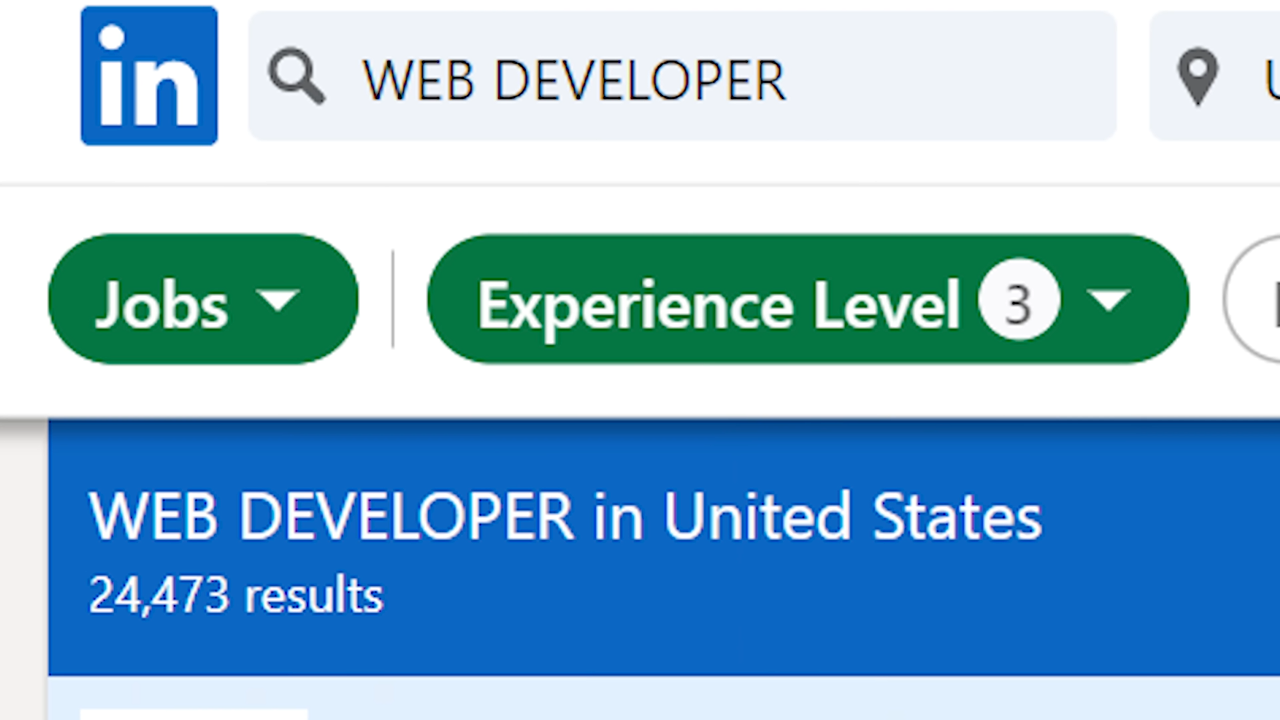 in WEB DEVELOPER
Jobs Experience Level 3
WEB DEVELOPER in United States
24,473 results